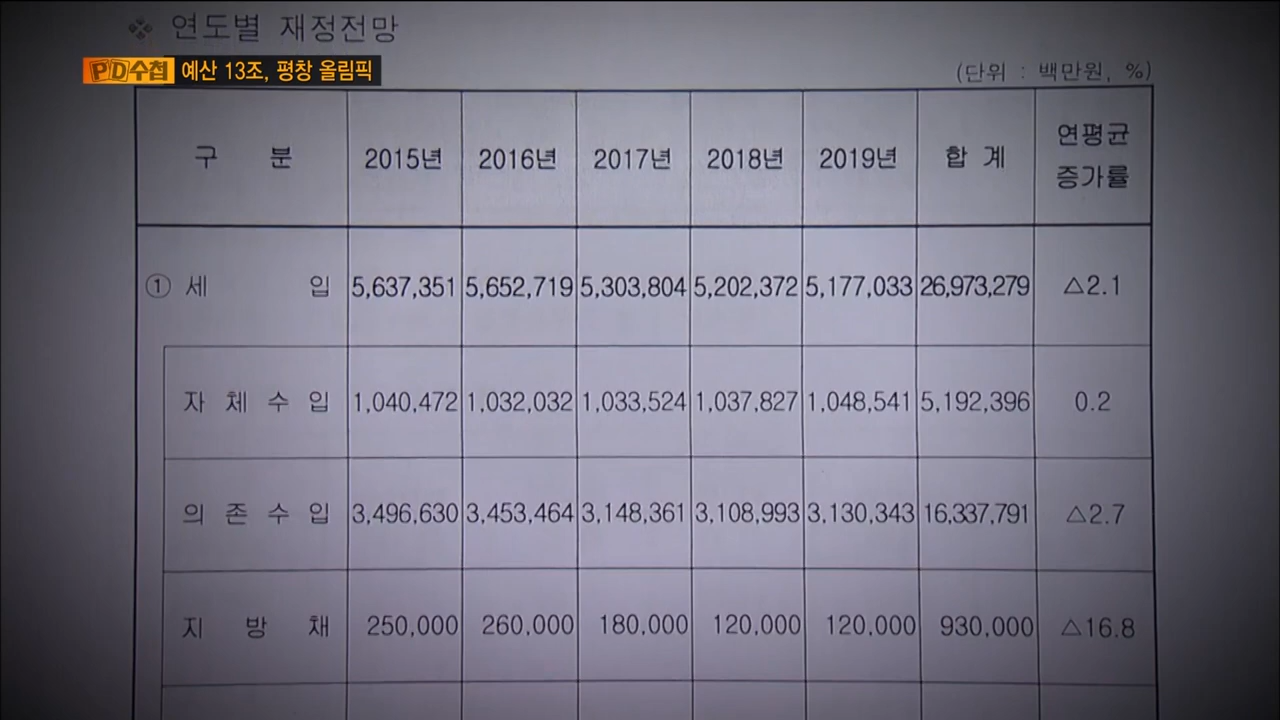 ❖ 연도별 재정전망
PD수첩 예산 13조, 평창 올림픽
(단위 : 백만원, %)
구 분 2015년 2016년 2017년 2018년 2019년 합 계 연평균 증가률
① 세 입 5,637,351 5,652,719 5,303,804 5,202,372 5,177,033 26,973,279 △2.1
자 체 수 입 1,040,472 1,032,032 1,033,524 1,037,827 1,048,541 5,192,396 0.2
의 존 수 입 3,496,630 3,453,464 3,148,361 3,108,993 3,130,343 16,337,791 △2.7
지 방 채 250,000 260,000 180,000 120,000 120,000 930,000 △16.8